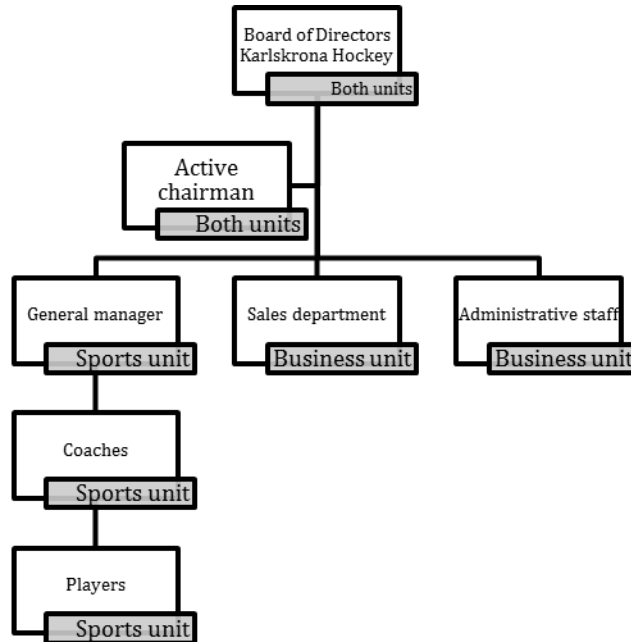 Board of Directors
Karlskrona Hockey
Both units
Active
chairman
Both units
General manager
Sports unit
Sales department
Business unit
Administrative staff
Business unit
Coaches
Sports unit
Players
Sports unit